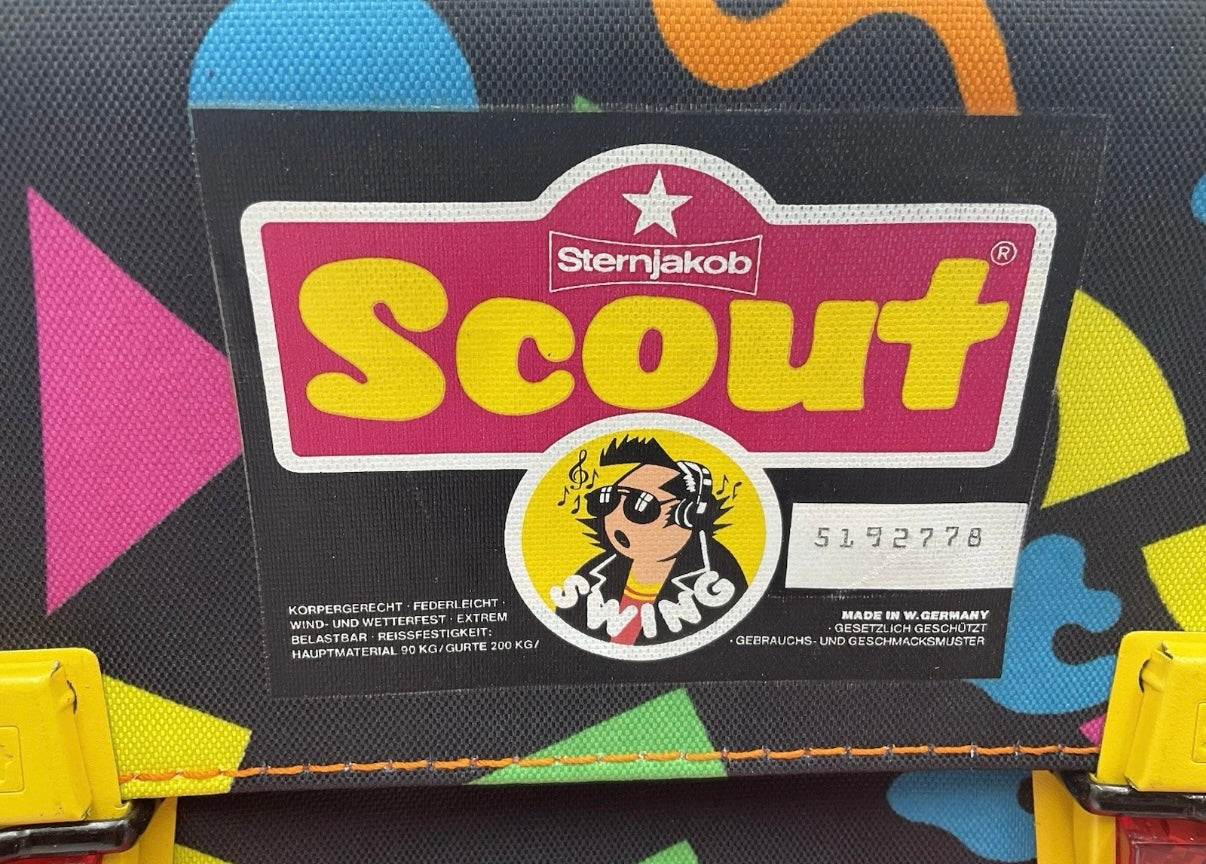 Sternjakob
Scout®
SWING
5192778
KÖRPERGERECHT · FEDERLEICHT ·
WIND- UND WETTERFEST · EXTREM
BELASTBAR · REISSFESTIGKEIT:
HAUPTMATERIAL 90 KG/GURTE 200 KG/
MADE IN W.GERMANY
· GESETZLICH GESCHÜTZT
· GEBRAUCHS- UND GESCHMACKSMUSTER